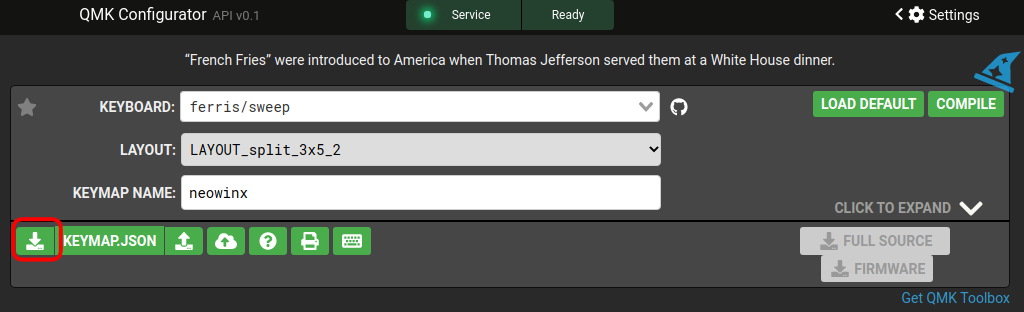 QMK Configurator API v0.1
Service
Ready
Settings
“French Fries” were introduced to America when Thomas Jefferson served them at a White House dinner.
KEYBOARD: ferris/sweep
LOAD DEFAULT
COMPILE
LAYOUT: LAYOUT_split_3x5_2
KEYMAP NAME: neowinx
CLICK TO EXPAND
KEYMAP.JSON
FULL SOURCE
FIRMWARE
Get QMK Toolbox